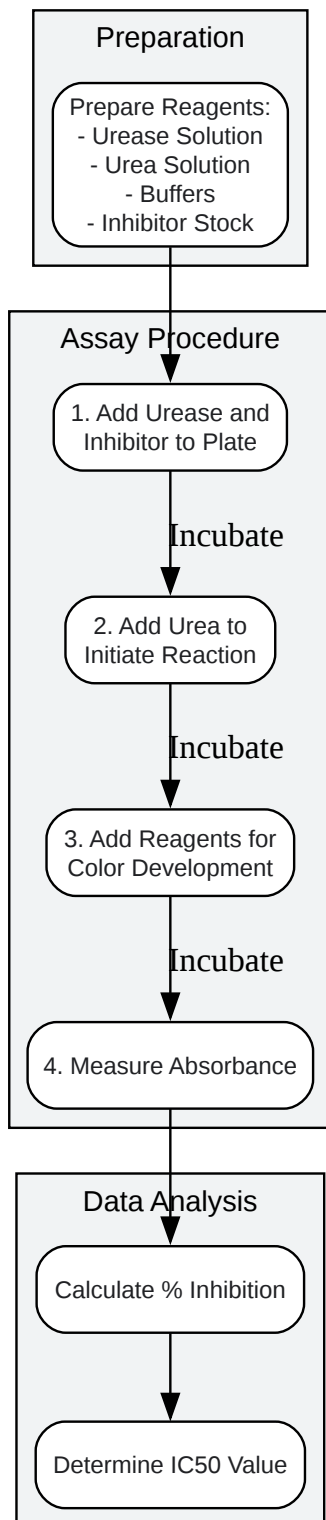 Preparation
Prepare Reagents:
- Urease Solution
- Urea Solution
- Buffers
- Inhibitor Stock
Assay Procedure
1. Add Urease and
Inhibitor to Plate
Incubate
2. Add Urea to
Initiate Reaction
Incubate
3. Add Reagents for
Color Development
Incubate
4. Measure Absorbance
Data Analysis
Calculate % Inhibition
Determine IC50 Value